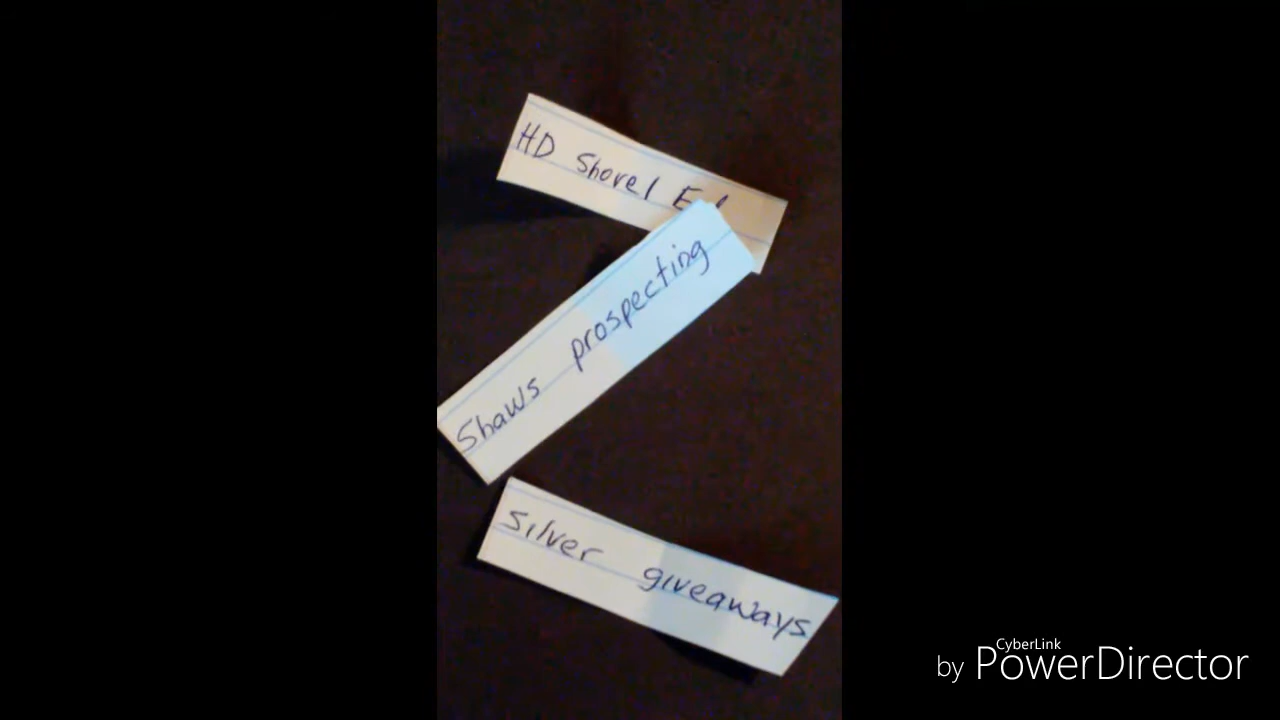 HD Shovel
Shaws prospecting
Silver giveaways
CyberLink
by PowerDirector